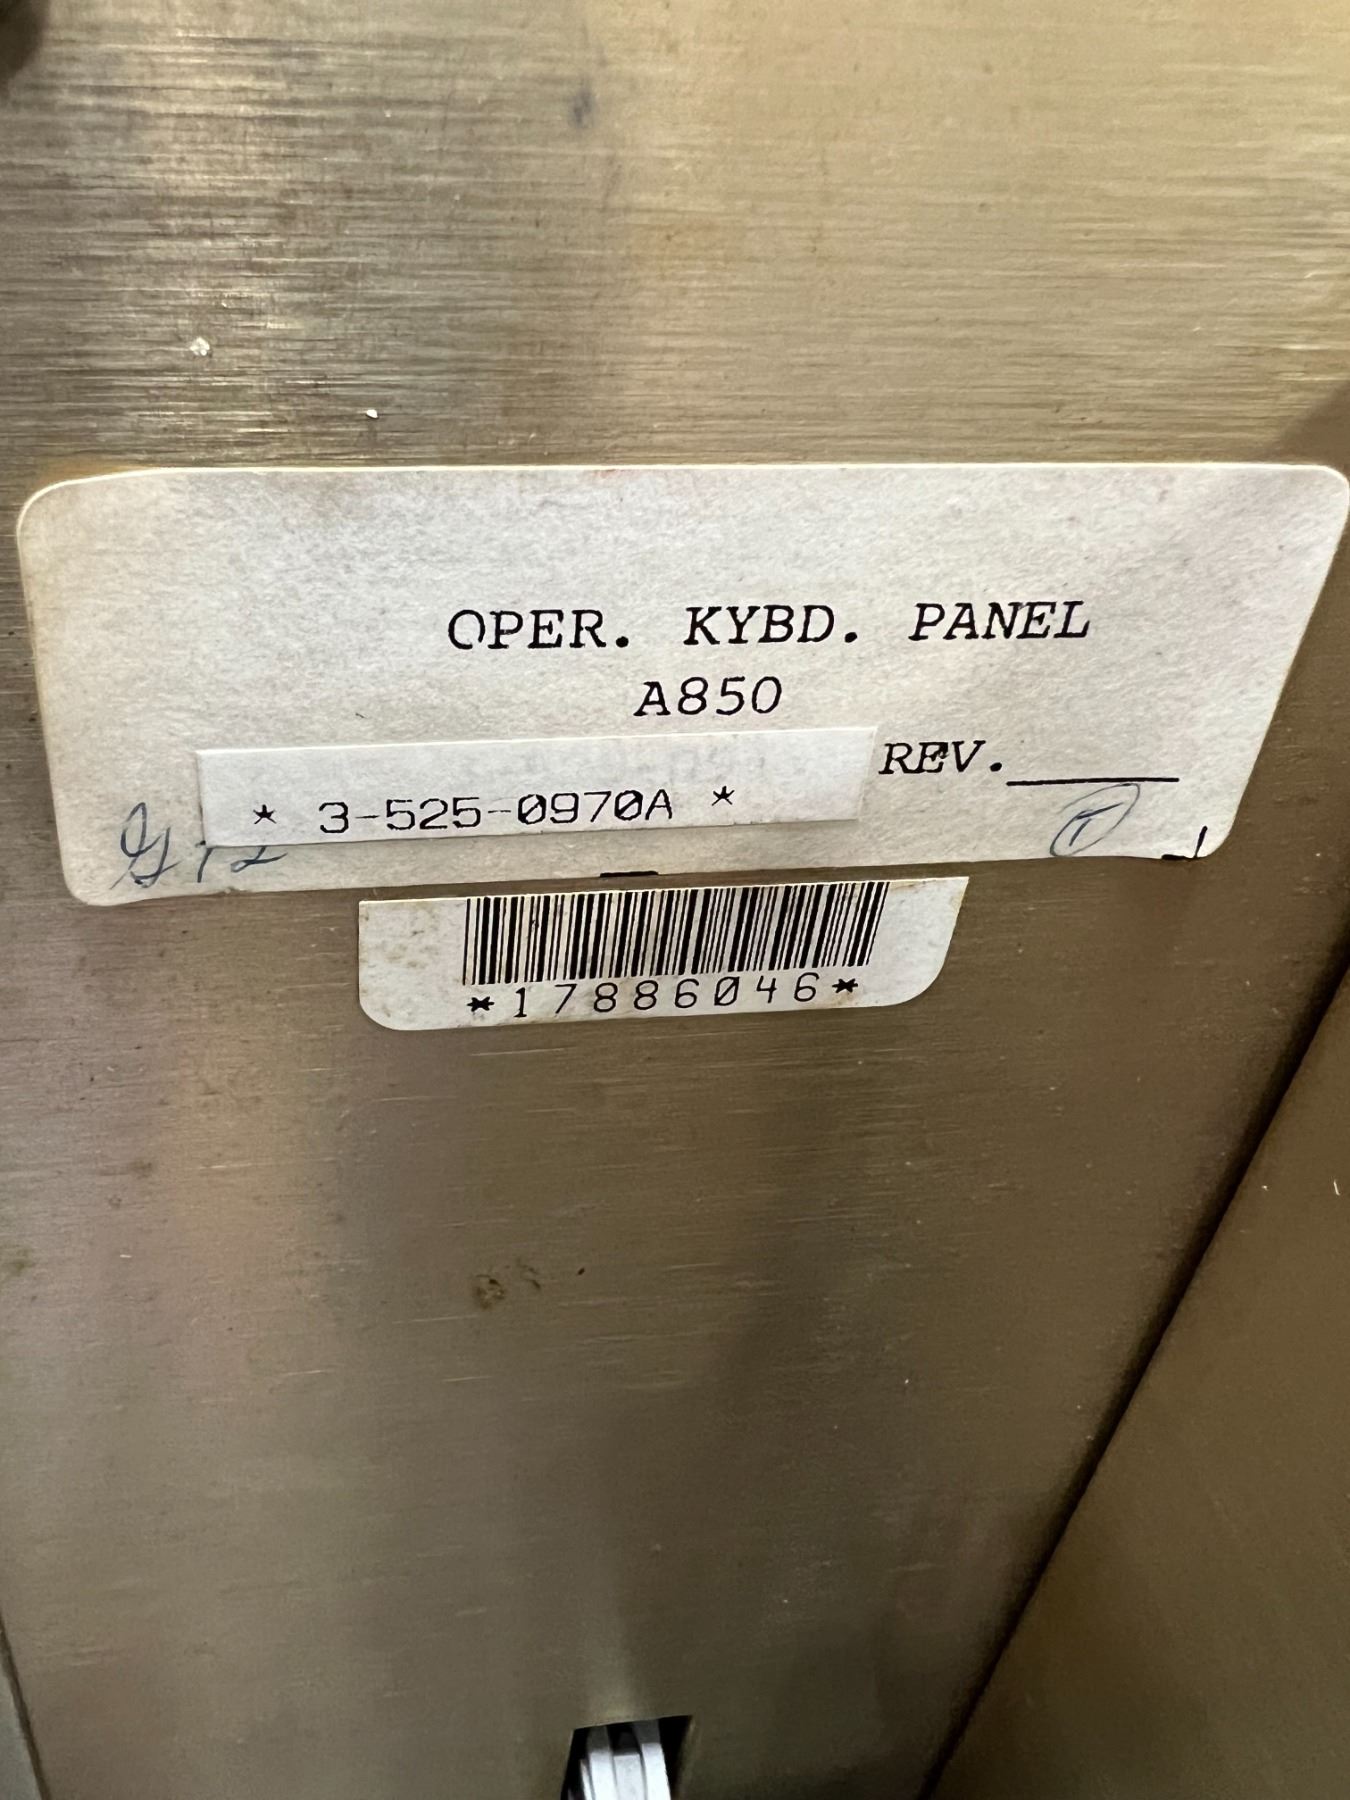 OPER. KYBD. PANEL
A850
REV.
* 3-525-0970A *
*17886046*